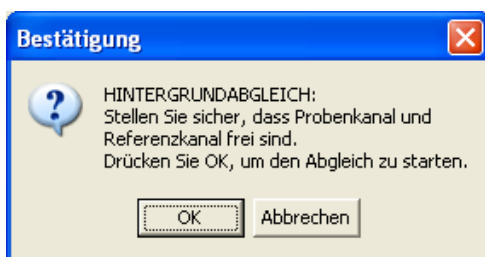 Bestätigung
HINTERGRUNDABGLEICH:
Stellen Sie sicher, dass Probenkanal und
Referenzkanal frei sind.
Drücken Sie OK, um den Abgleich zu starten.
OK
Abbrechen